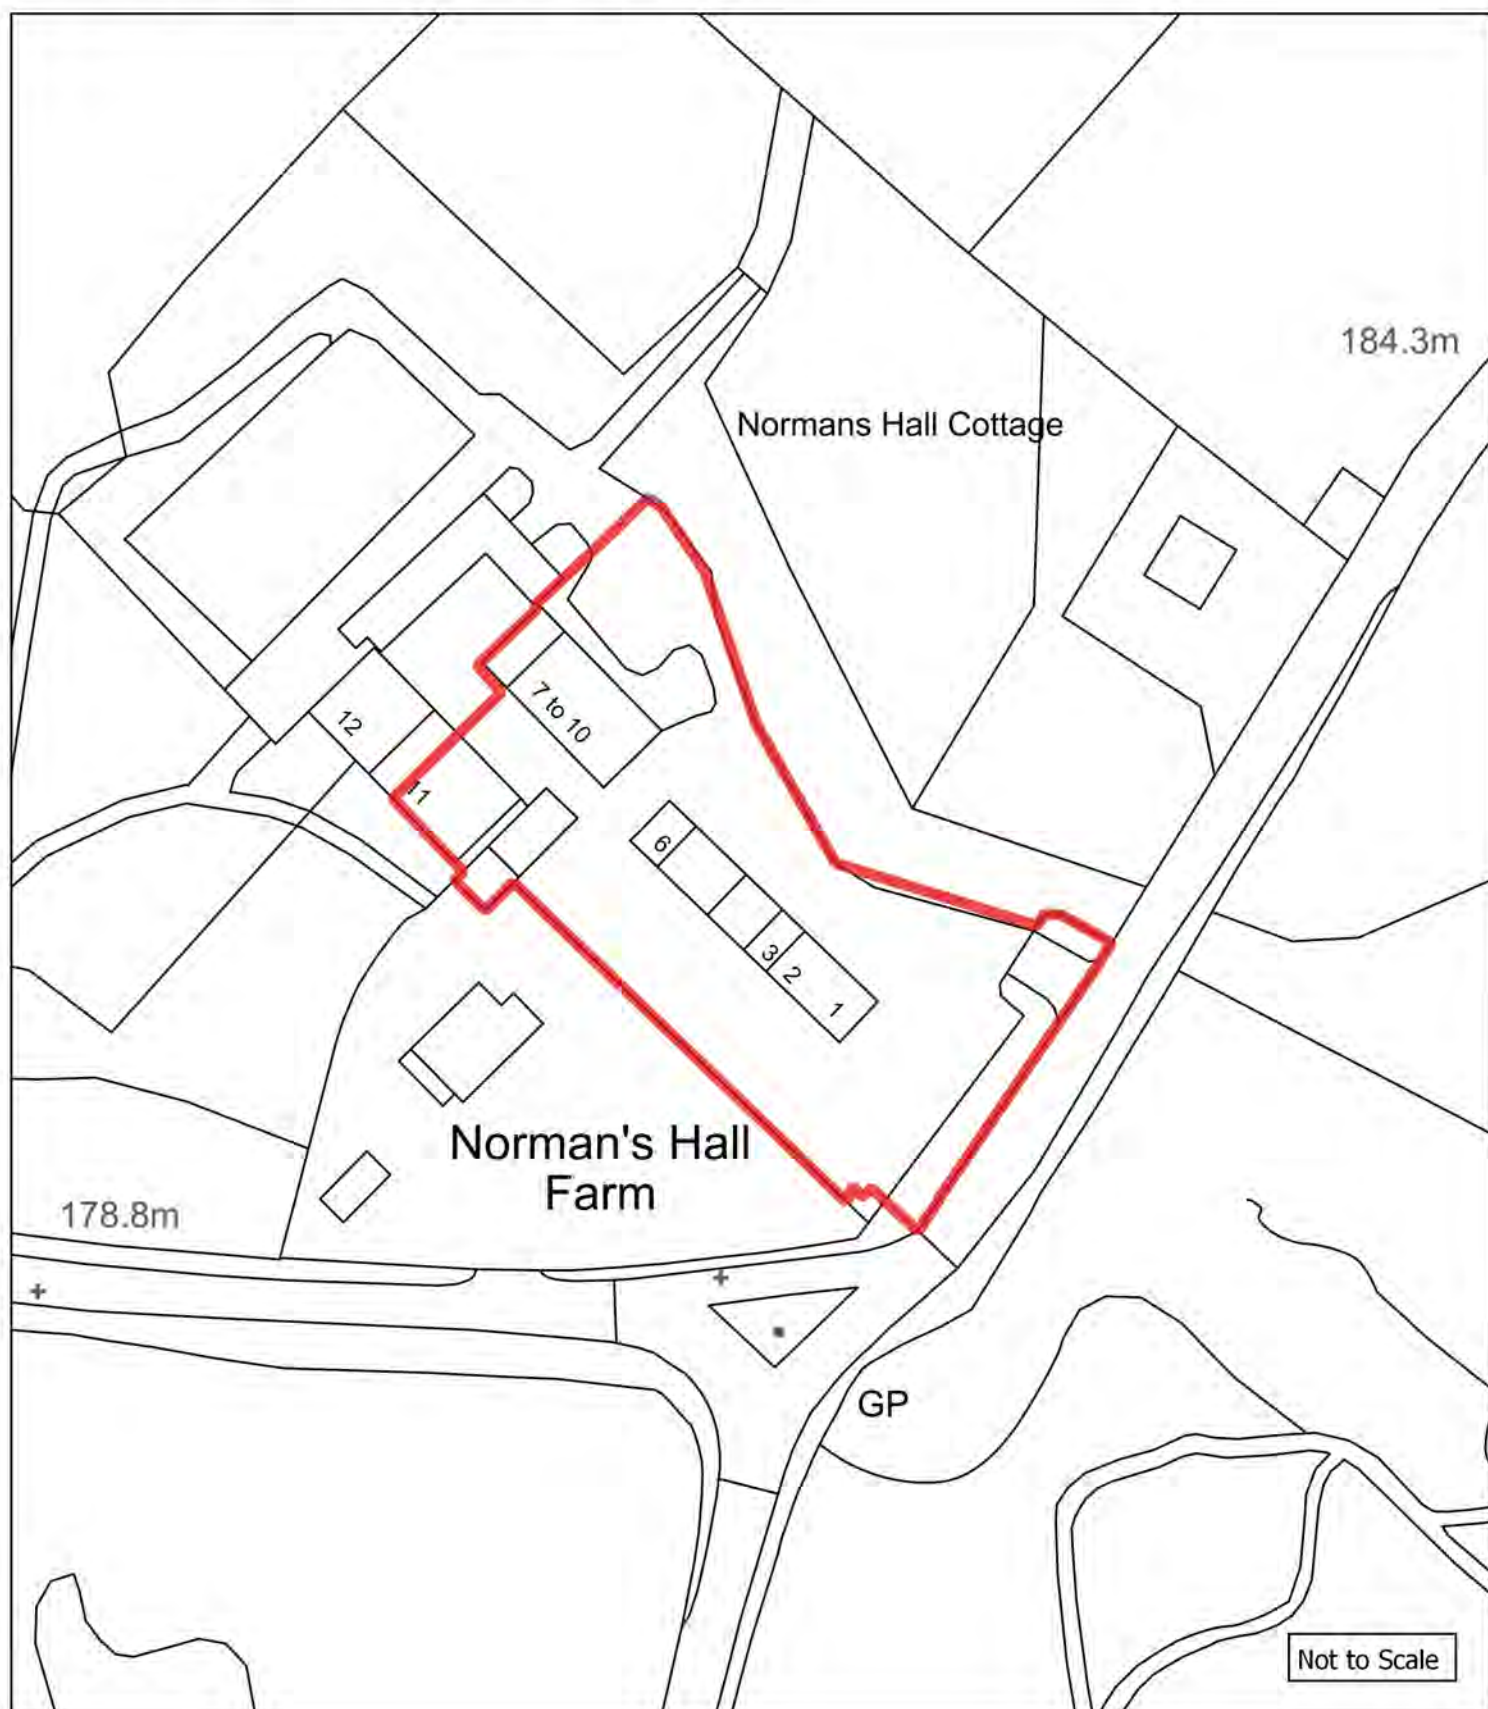 184.3m
Normans Hall Cottage
12
7 to 10
11
6
3
2
1
Norman's Hall
Farm
178.8m
GP
Not to Scale